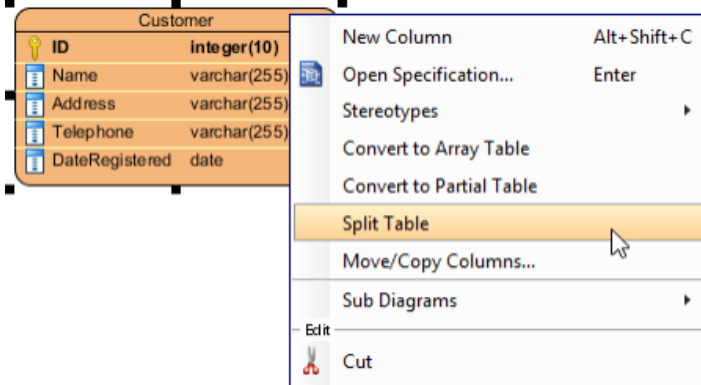 Customer
ID integer(10)
Name varchar(255)
Address varchar(255)
Telephone varchar(255)
DateRegistered date
New Column Alt+Shift+C
Open Specification... Enter
Stereotypes
Convert to Array Table
Convert to Partial Table
Split Table
Move/Copy Columns...
Sub Diagrams
Edit
Cut